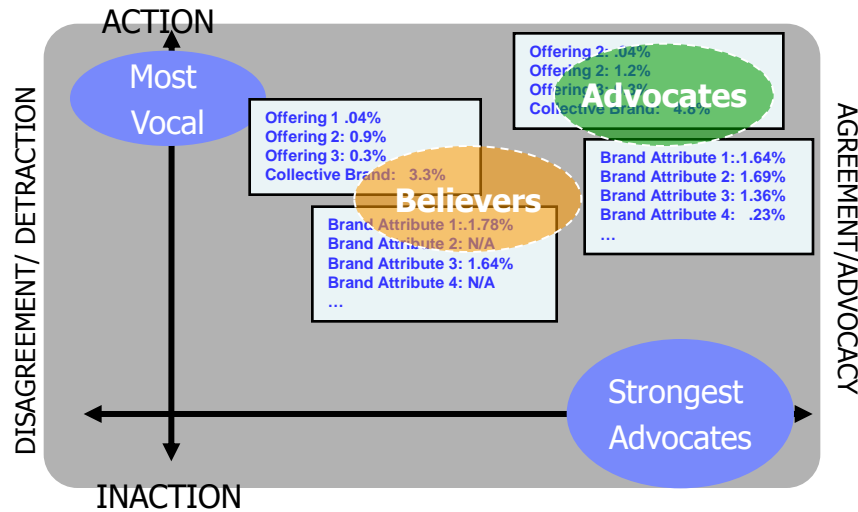 ACTION
Most
Vocal
DISAGREEMENT/ DETRACTION
Offering 2: .04%
Offering 2: 1.2%
Offering 3: .3%
Collective Brand: 4.8%
Advocates
Offering 1 .04%
Offering 2: 0.9%
Offering 3: 0.3%
Collective Brand: 3.3%
Believers
Brand Attribute 1:.1.78%
Brand Attribute 2: N/A
Brand Attribute 3: 1.64%
Brand Attribute 4: N/A
…
Brand Attribute 1:.1.64%
Brand Attribute 2: 1.69%
Brand Attribute 3: 1.36%
Brand Attribute 4: .23%
…
AGREEMENT/ADVOCACY
Strongest
Advocates
INACTION